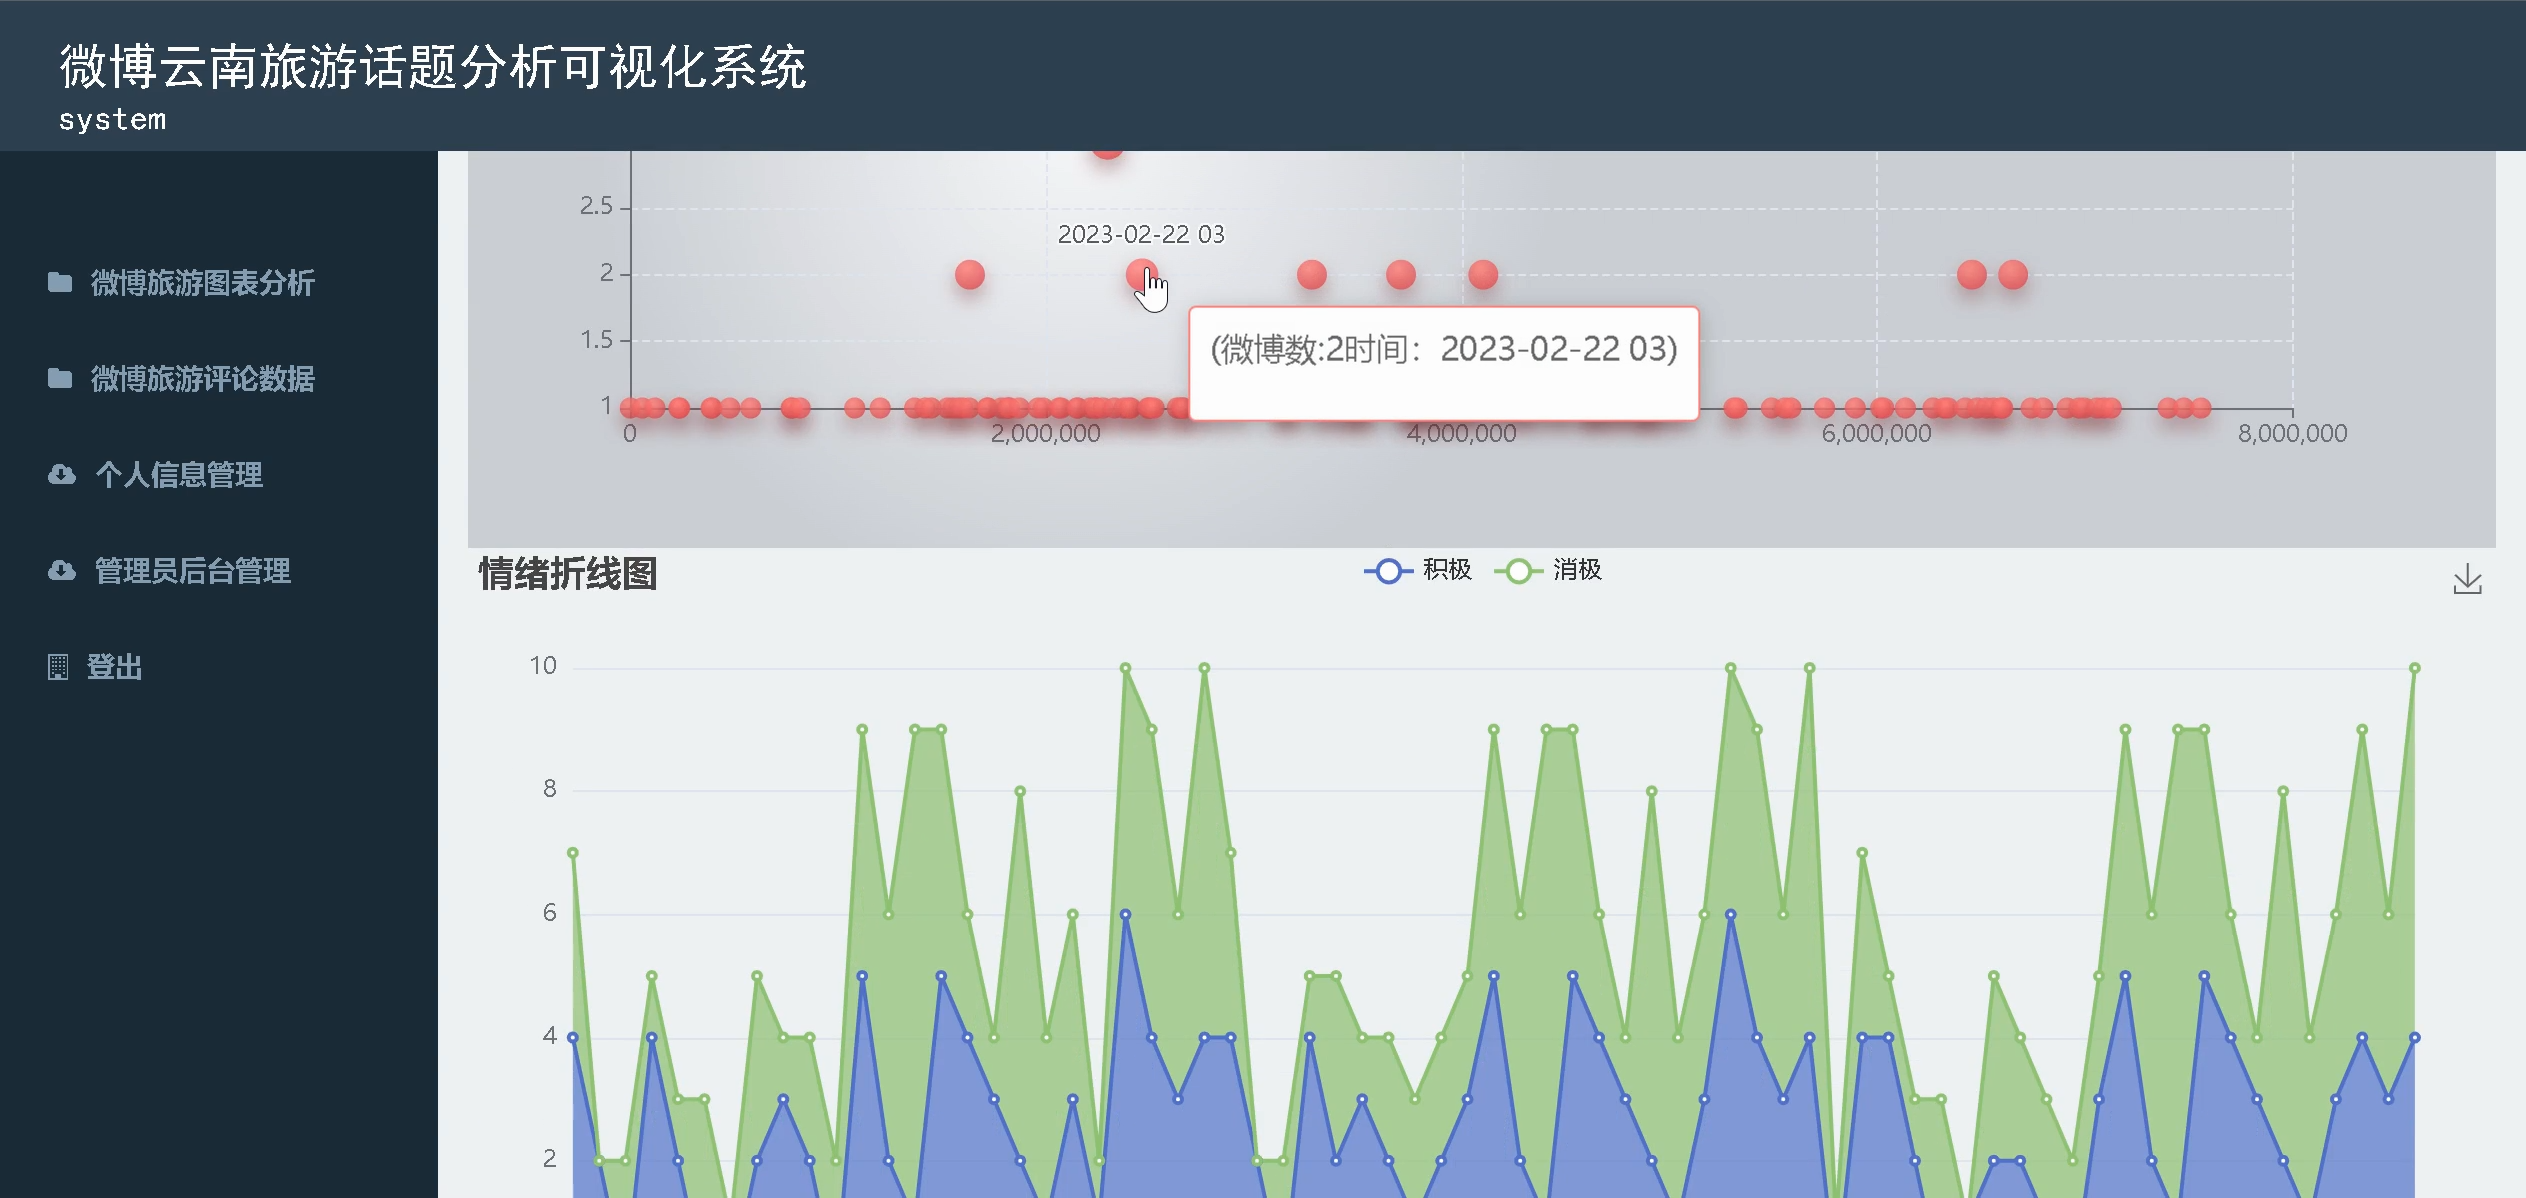 微博云南旅游话题分析可视化系统
system
微博旅游图表分析
微博旅游评论数据
个人信息管理
管理员后台管理
登出
2.5
2023-02-22 03
2
1.5
(微博数:2时间：2023-02-22 03)
1
0
2,000,000
4,000,000
6,000,000
8,000,000
情绪折线图
积极
消极
10
8
6
4
2